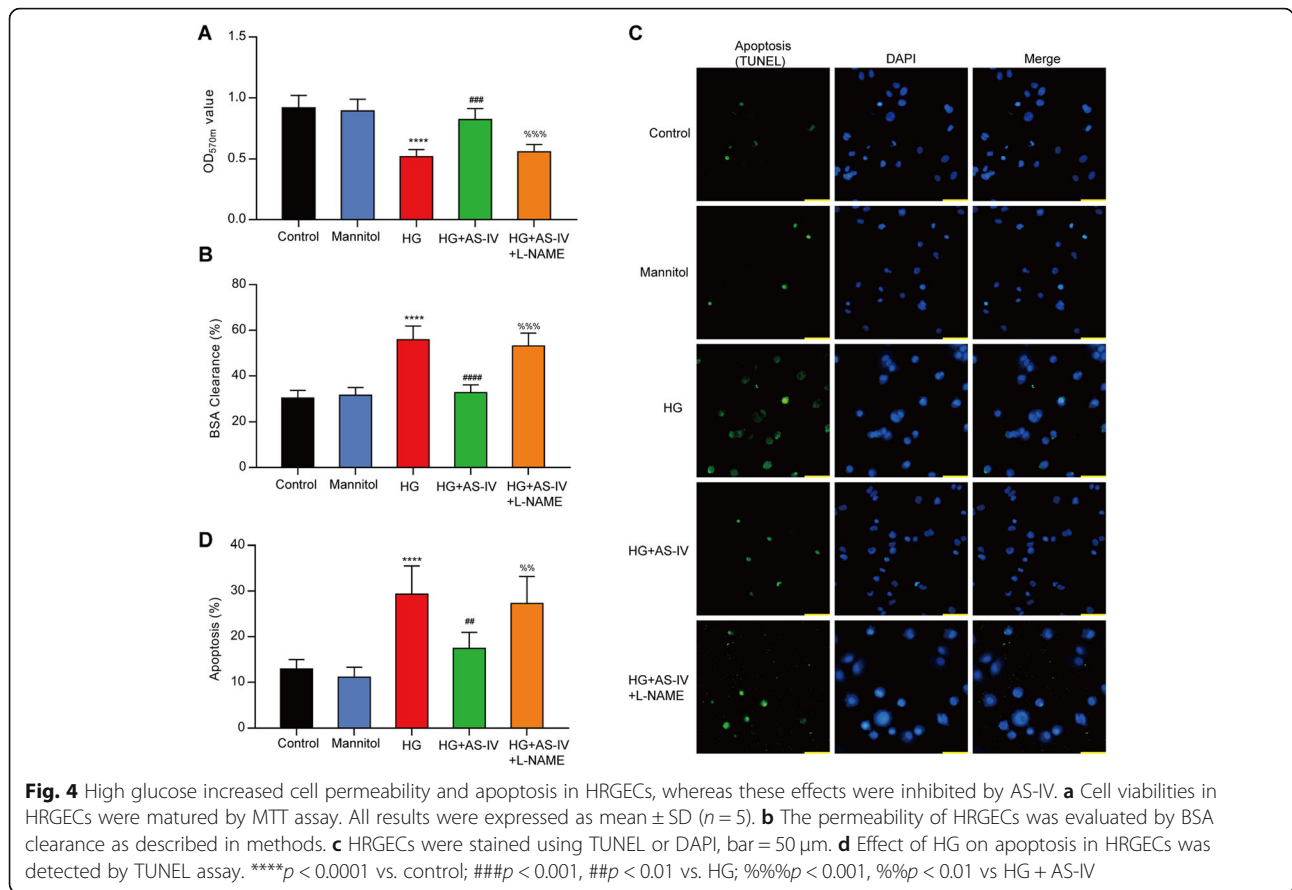 A
1.5
1.0
0.5
0.0
OD570m value
****
###
%%%
Control
Mannitol
HG
HG+AS-IV
HG+AS-IV
+L-NAME
B
80
60
40
20
0
BSA Clearance (%)
****
####
%%%
Control
Mannitol
HG
HG+AS-IV
HG+AS-IV
+L-NAME
D
40
30
20
10
0
Apoptosis (%)
****
##
%%
Control
Mannitol
HG
HG+AS-IV
HG+AS-IV
+L-NAME
C
Apoptosis
(TUNEL)
DAPI
Merge
Control
Mannitol
HG
HG+AS-IV
HG+AS-IV
+L-NAME
Fig. 4 High glucose increased cell permeability and apoptosis in HRGECs, whereas these effects were inhibited by AS-IV. a Cell viabilities in
HRGECs were matured by MTT assay. All results were expressed as mean ± SD (n = 5). b The permeability of HRGECs was evaluated by BSA
clearance as described in methods. c HRGECs were stained using TUNEL or DAPI, bar = 50 μm. d Effect of HG on apoptosis in HRGECs was
detected by TUNEL assay. ****p < 0.0001 vs. control; ###p < 0.001, ##p < 0.01 vs. HG; %%%p < 0.001, %%p < 0.01 vs HG + AS-IV